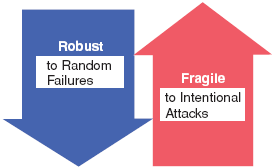 Robust
to Random
Failures
Fragile
to Intentional
Attacks